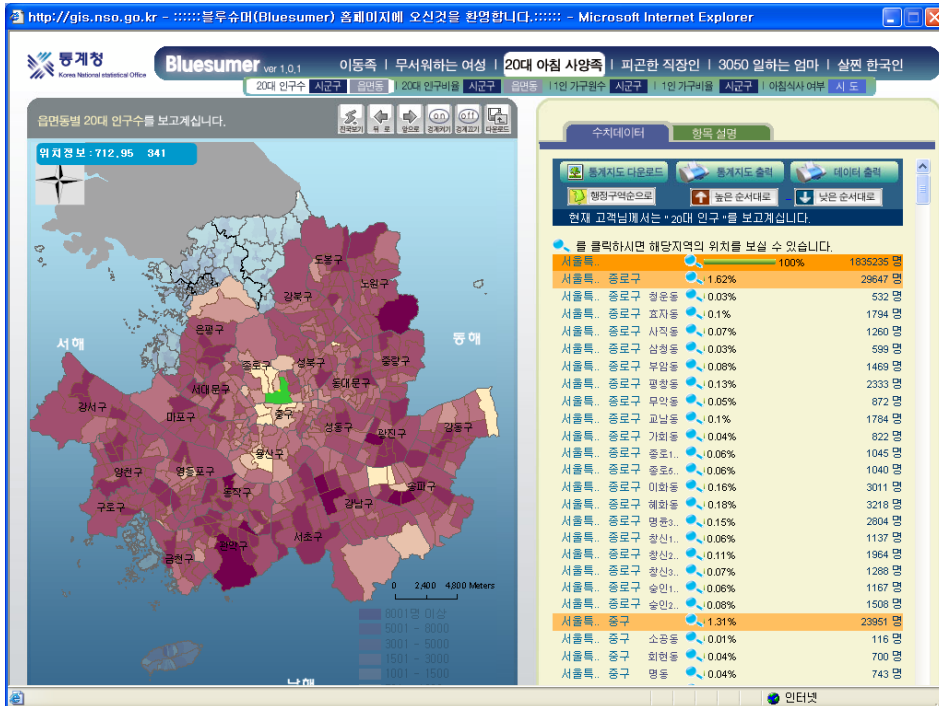 http://gis.nso.go.kr - ::::::블루슈머(Bluesumer) 홈페이지에 오신것을 환영합니다.:::::: - Microsoft Internet Explorer
통계청
Korea National statistical Office
Bluesumer ver 1,0,1
이동족 | 무서워하는 여성 | 20대 아침 사양족 | 피곤한 직장인 | 3050 일하는 엄마 | 살찐 한국인
20대 인구수 시군구 읍면동 | 20대 인구비율 시군구 읍면동 | 1인 가구원수 시군구 | 1인 가구비율 시군구 | 아침식사 여부 시 도
읍면동별 20대 인구수를 보고계십니다.
전국보기 뒤 로 앞으로 on 경계켜기 off 경계끄기 다운로드
위치정보:712,95 341
도봉구
노원구
강북구
은평구
서해
동해
종로구
성북구
중랑구
서대문구
동대문구
강서구
마포구
중구
성동구
광진구
강동구
용산구
양천구
영등포구
동작구
송파구
구로구
강남구
서초구
관악구
금천구
0 2,400 4,800 Meters
8001명 이상
5001 - 8000
3001 - 5000
1501 - 3000
1001 - 1500
남해
수치데이터
항목 설명
통계지도 다운로드
통계지도 출력
데이터 출력
행정구역순으로
높은 순서대로
낮은 순서대로
현재 고객님께서는 "20대 인구 "를 보고계십니다.
를 클릭하시면 해당지역의 위치를 보실 수 있습니다.
서울특.. 100% 1835235 명
서울특.. 종로구 1.62% 29647 명
서울특.. 종로구 청운동 0.03% 532 명
서울특.. 종로구 효자동 0.1% 1794 명
서울특.. 종로구 사직동 0.07% 1260 명
서울특.. 종로구 삼청동 0.03% 599 명
서울특.. 종로구 부암동 0.08% 1469 명
서울특.. 종로구 평창동 0.13% 2333 명
서울특.. 종로구 무악동 0.05% 872 명
서울특.. 종로구 교남동 0.1% 1784 명
서울특.. 종로구 가회동 0.04% 822 명
서울특.. 종로구 종로1.. 0.06% 1045 명
서울특.. 종로구 종로5.. 0.06% 1040 명
서울특.. 종로구 이화동 0.16% 3011 명
서울특.. 종로구 혜화동 0.18% 3218 명
서울특.. 종로구 명륜3.. 0.15% 2804 명
서울특.. 종로구 창신1.. 0.06% 1137 명
서울특.. 종로구 창신2.. 0.11% 1964 명
서울특.. 종로구 창신3.. 0.07% 1288 명
서울특.. 종로구 숭인1.. 0.06% 1167 명
서울특.. 종로구 숭인2.. 0.08% 1508 명
서울특.. 중구 1.31% 23951 명
서울특.. 중구 소공동 0.01% 116 명
서울특.. 중구 회현동 0.04% 700 명
서울특.. 중구 명동 0.04% 743 명
인터넷